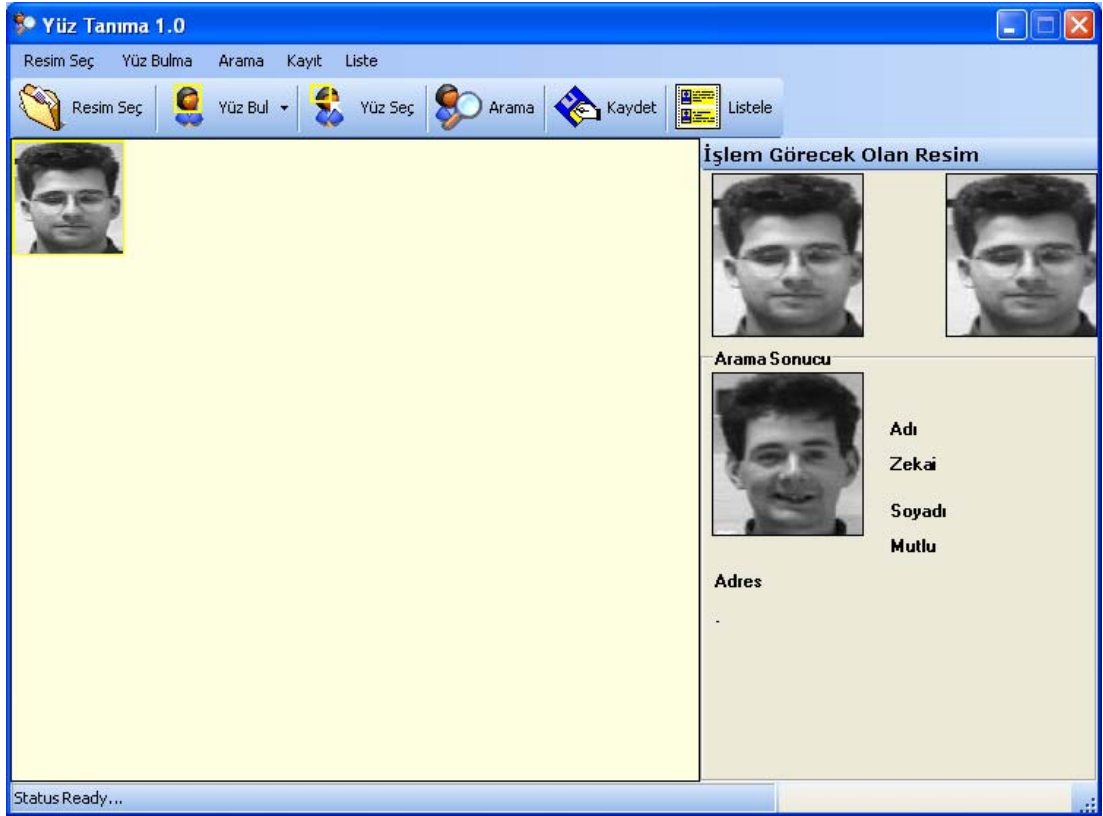 Yüz Tanıma 1.0
Resim Seç Yüz Bulma Arama Kayıt Liste
Resim Seç Yüz Bul Yüz Seç Arama Kaydet Listele
İşlem Görecek Olan Resim
Arama Sonucu
Adı
Zekai
Soyadı
Mutlu
Adres
.
Status Ready...